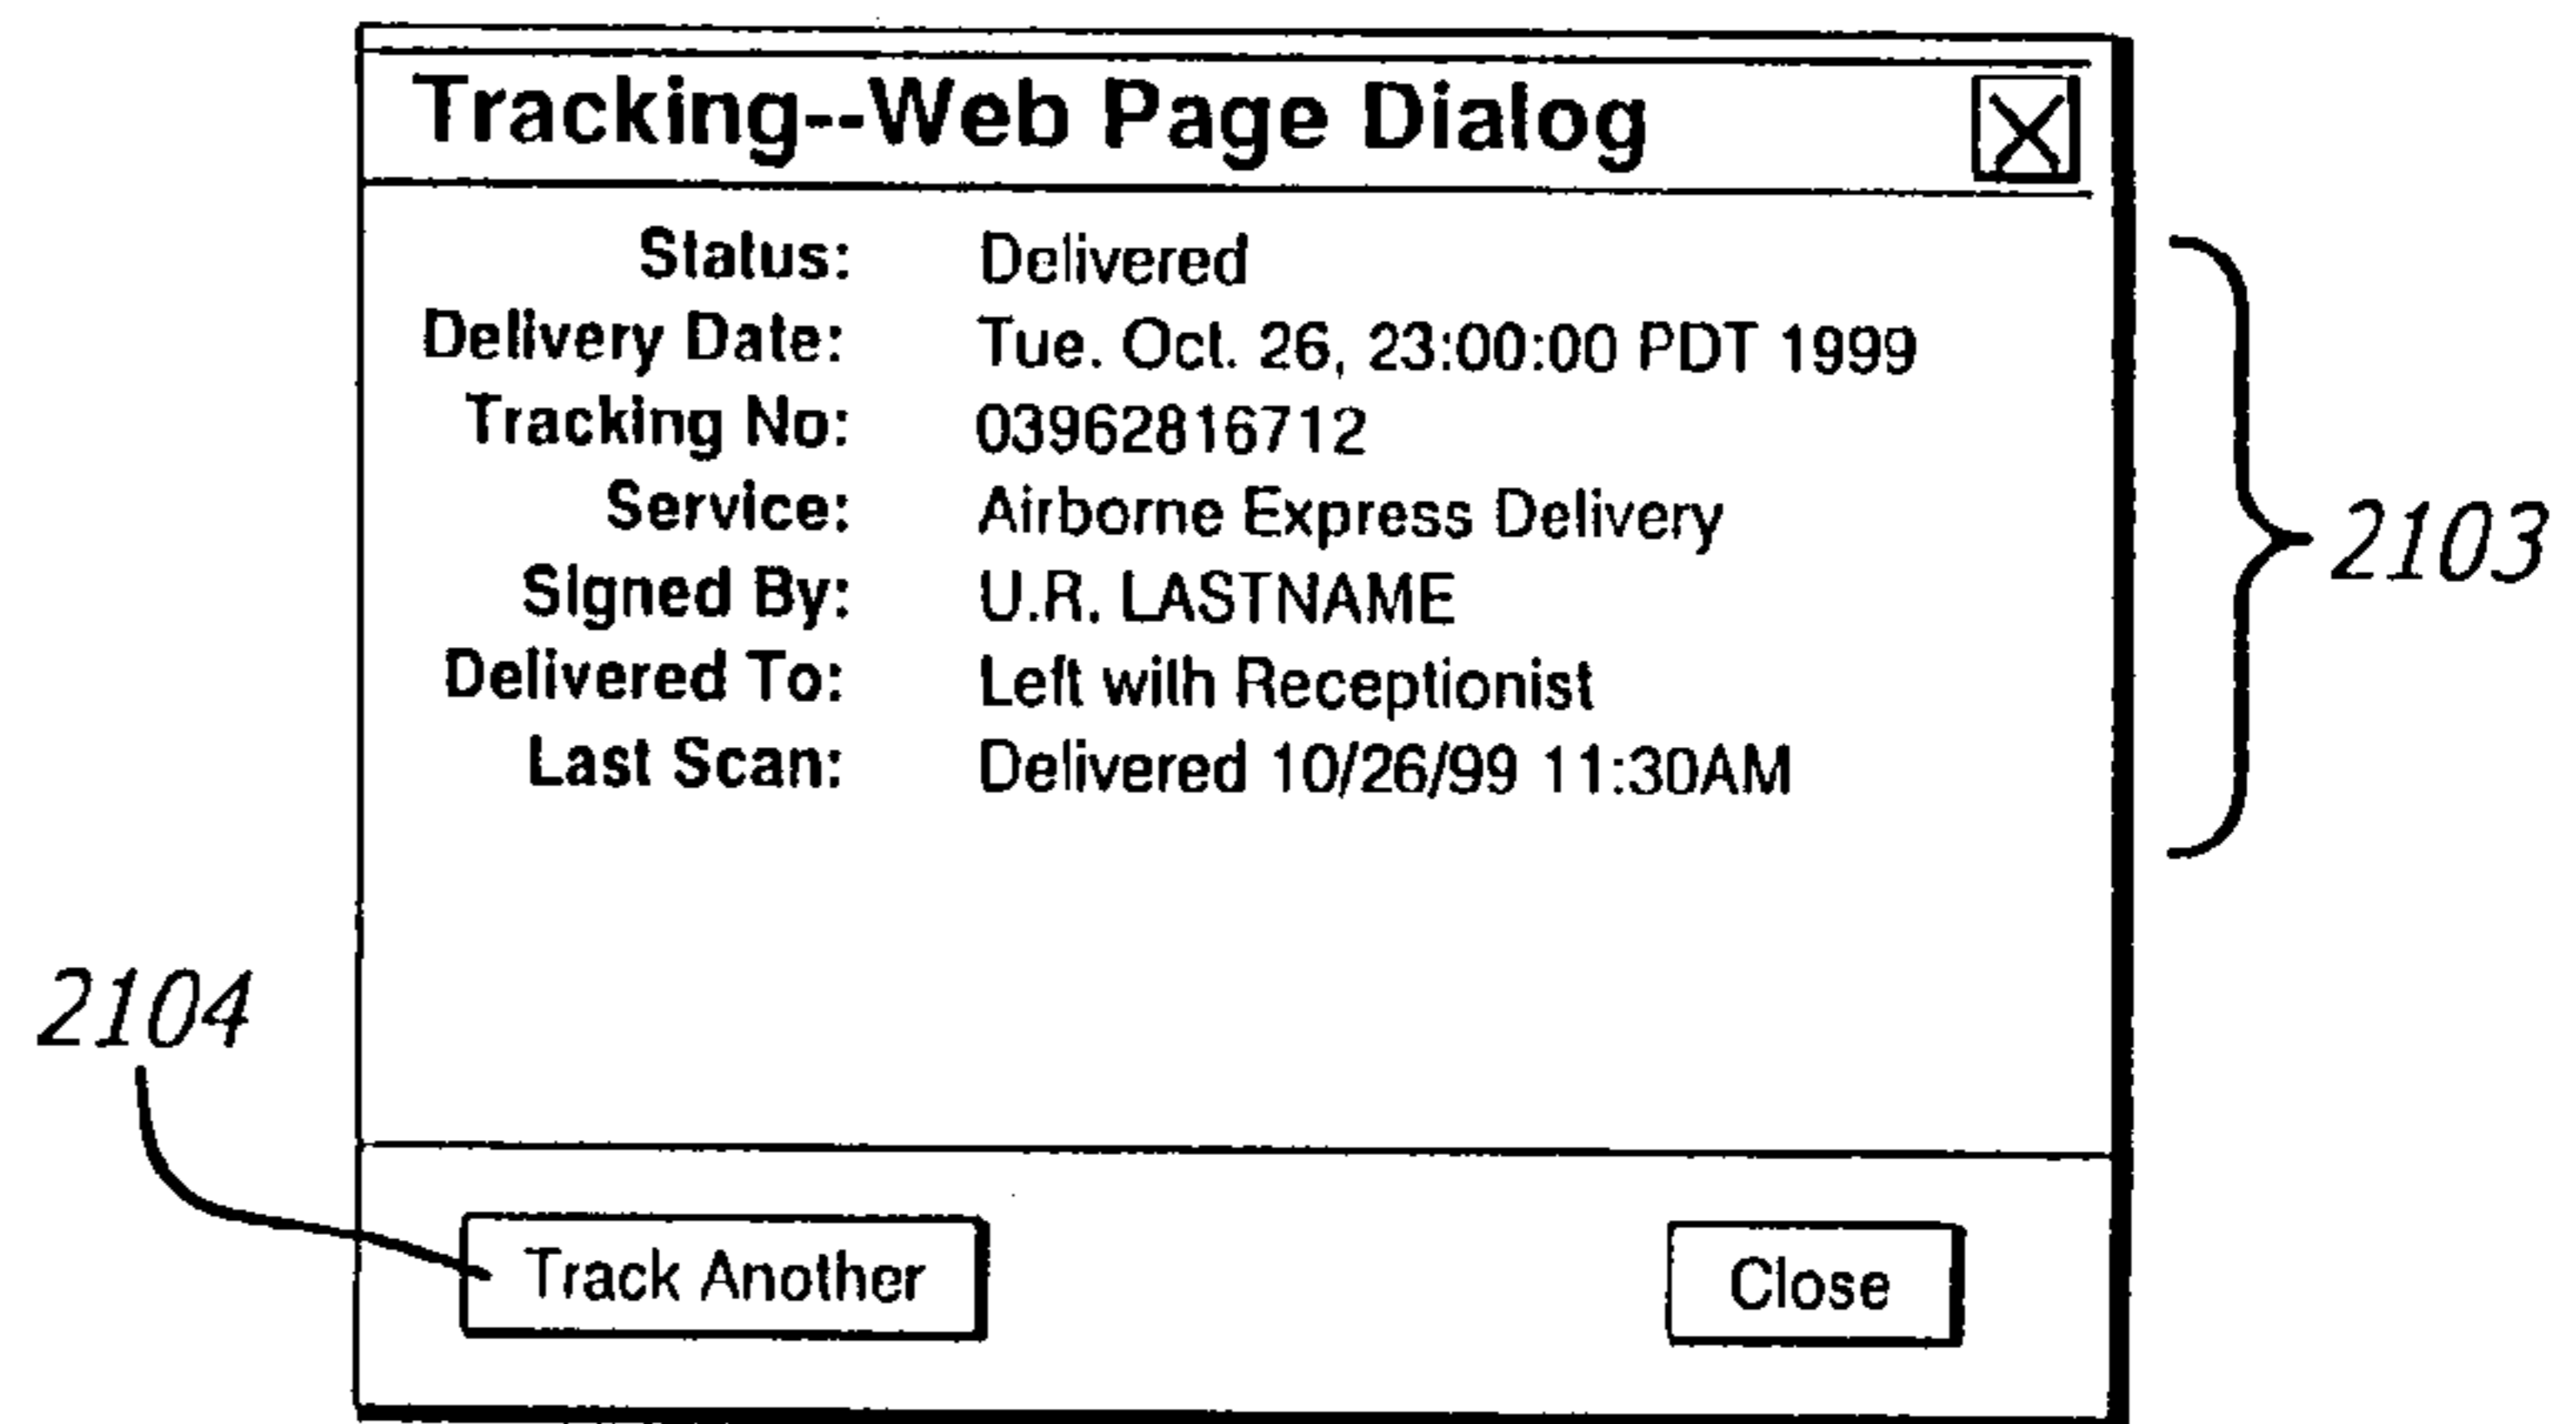 Tracking--Web Page Dialog X
Status: Delivered
Delivery Date: Tue. Oct. 26, 23:00:00 PDT 1999
Tracking No: 03962816712
Service: Airborne Express Delivery
Signed By: U.R. LASTNAME
Delivered To: Left with Receptionist
Last Scan: Delivered 10/26/99 11:30AM
2103
2104
Track Another Close